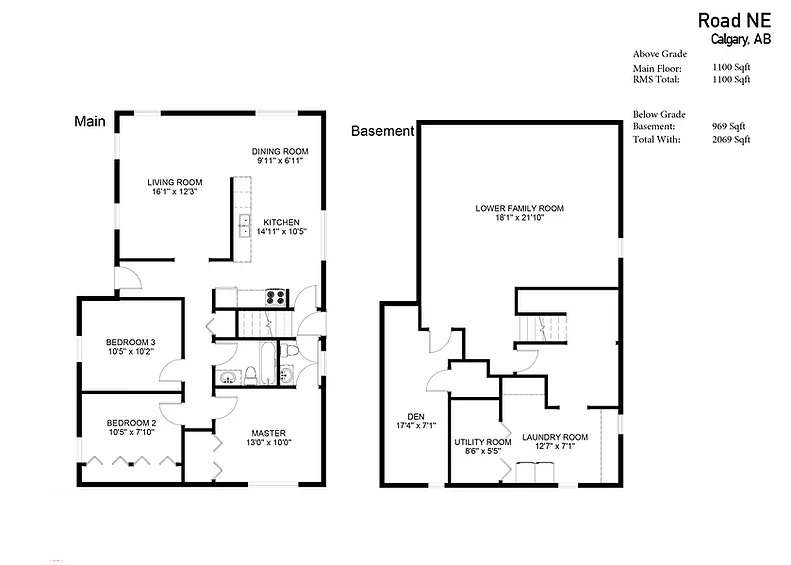 Road NE
Calgary, AB
Above Grade
Main Floor: 1100 Sqft
RMS Total: 1100 Sqft
Below Grade
Basement: 969 Sqft
Total With: 2069 Sqft
Main
DINING ROOM
9'11" x 6'11"
LIVING ROOM
16'1" x 12'3"
KITCHEN
14'11" x 10'5"
BEDROOM 3
10'5" x 10'2"
BEDROOM 2
10'5" x 7'10"
MASTER
13'0" x 10'0"
Basement
LOWER FAMILY ROOM
18'1" x 21'10"
DEN
17'4" x 7'1"
UTILITY ROOM
8'6" x 5'5"
LAUNDRY ROOM
12'7" x 7'1"